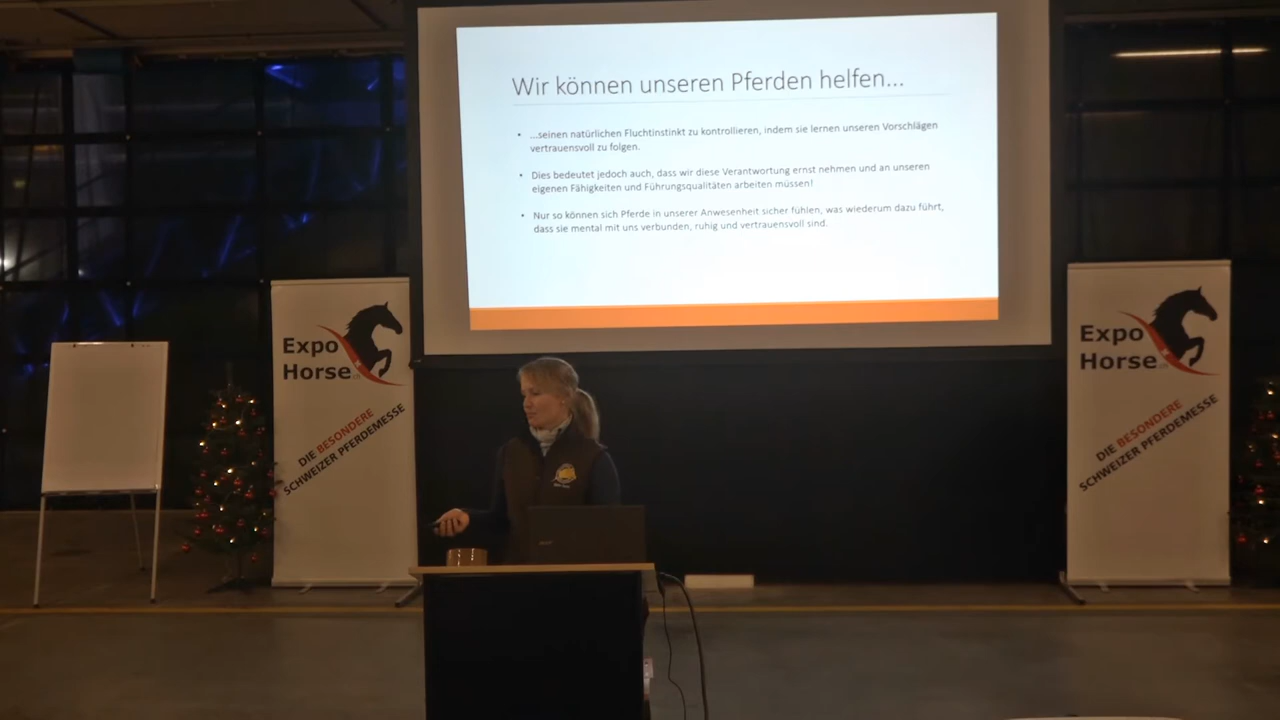 Wir können unseren Pferden helfen...
• ...seinen natürlichen Fluchtinstinkt zu kontrollieren, indem sie lernen unseren Vorschlägen
vertrauensvoll zu folgen.
• Dies bedeutet jedoch auch, dass wir diese Verantwortung ernst nehmen und an unseren
eigenen Fähigkeiten und Führungsqualitäten arbeiten müssen!
• Nur so können sich Pferde in unserer Anwesenheit sicher fühlen, was wiederum dazu führt,
dass sie mental mit uns verbunden, ruhig und vertrauensvoll sind.
Expo
Horse
DIE BESONDERE
SCHWEIZER PFERDEMESSE
Expo
Horse
DIE BESONDERE
SCHWEIZER PFERDEMESSE